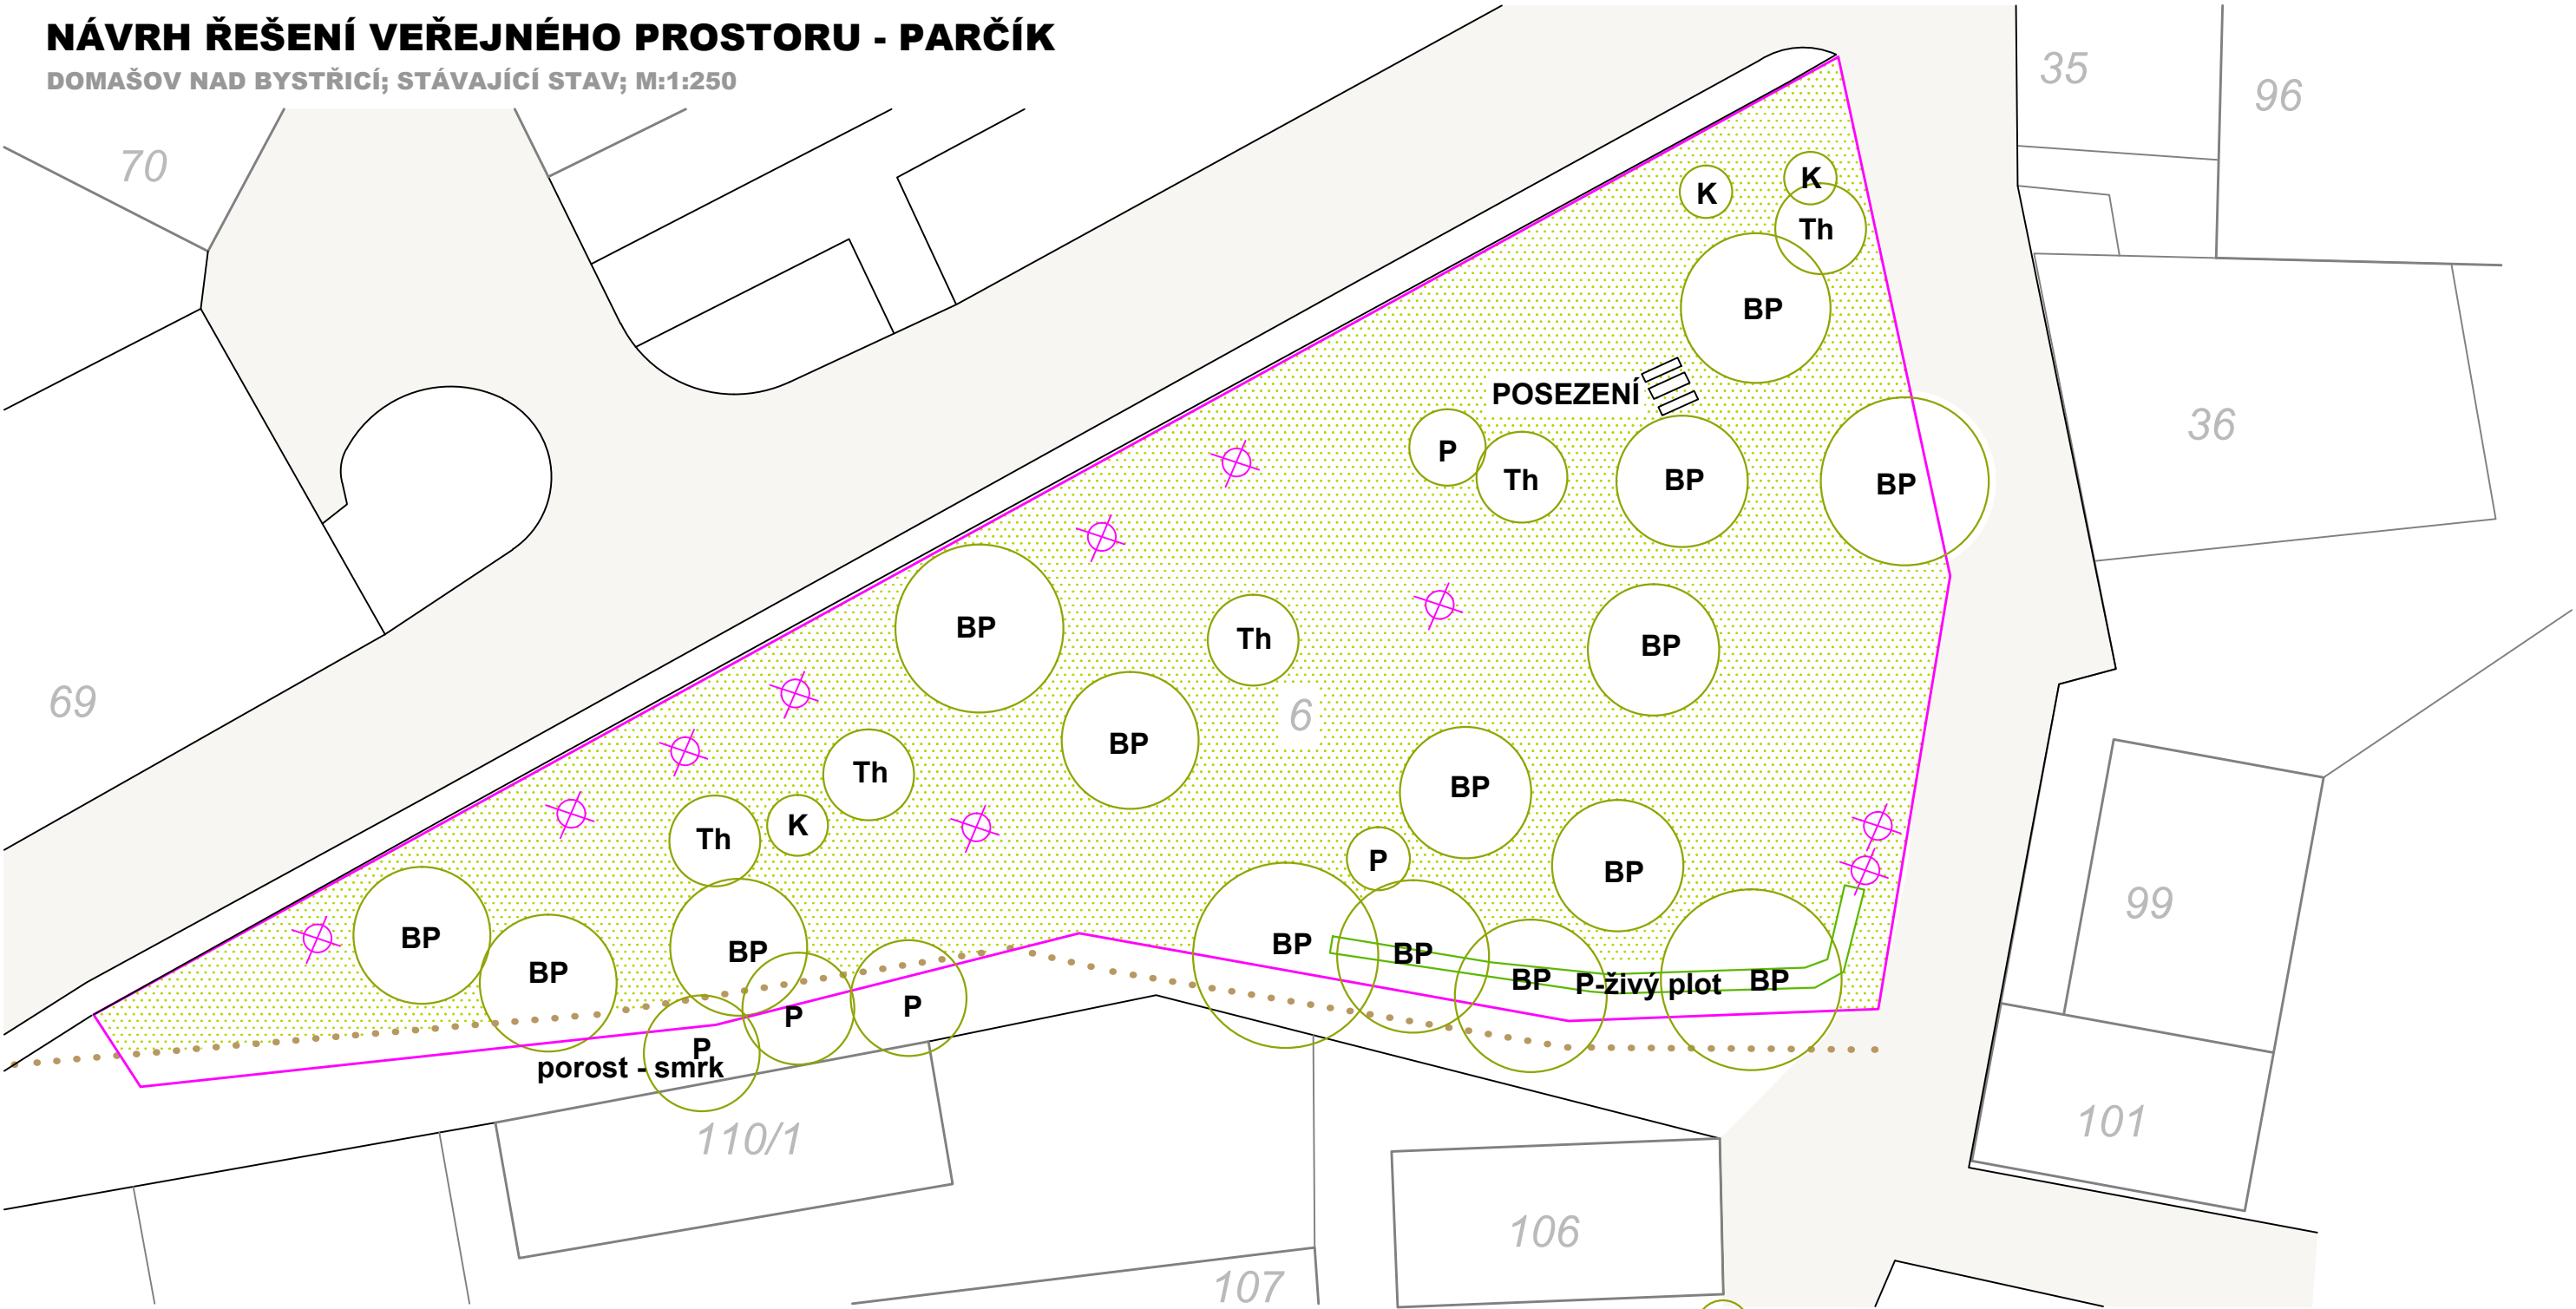 NÁVRH ŘEŠENÍ VEŘEJNÉHO PROSTORU - PARČÍK
DOMAŠOV NAD BYSTŘICÍ; STÁVAJÍCÍ STAV; M:1:250
35
96
70
K
K
Th
BP
POSEZENÍ
36
P
Th
BP
BP
BP
Th
BP
69
6
BP
Th
BP
Th
K
P
BP
99
BP
BP
BP
BP
BP
BP
P-živý plot
BP
P
P
P
porost - smrk
110/1
101
106
107